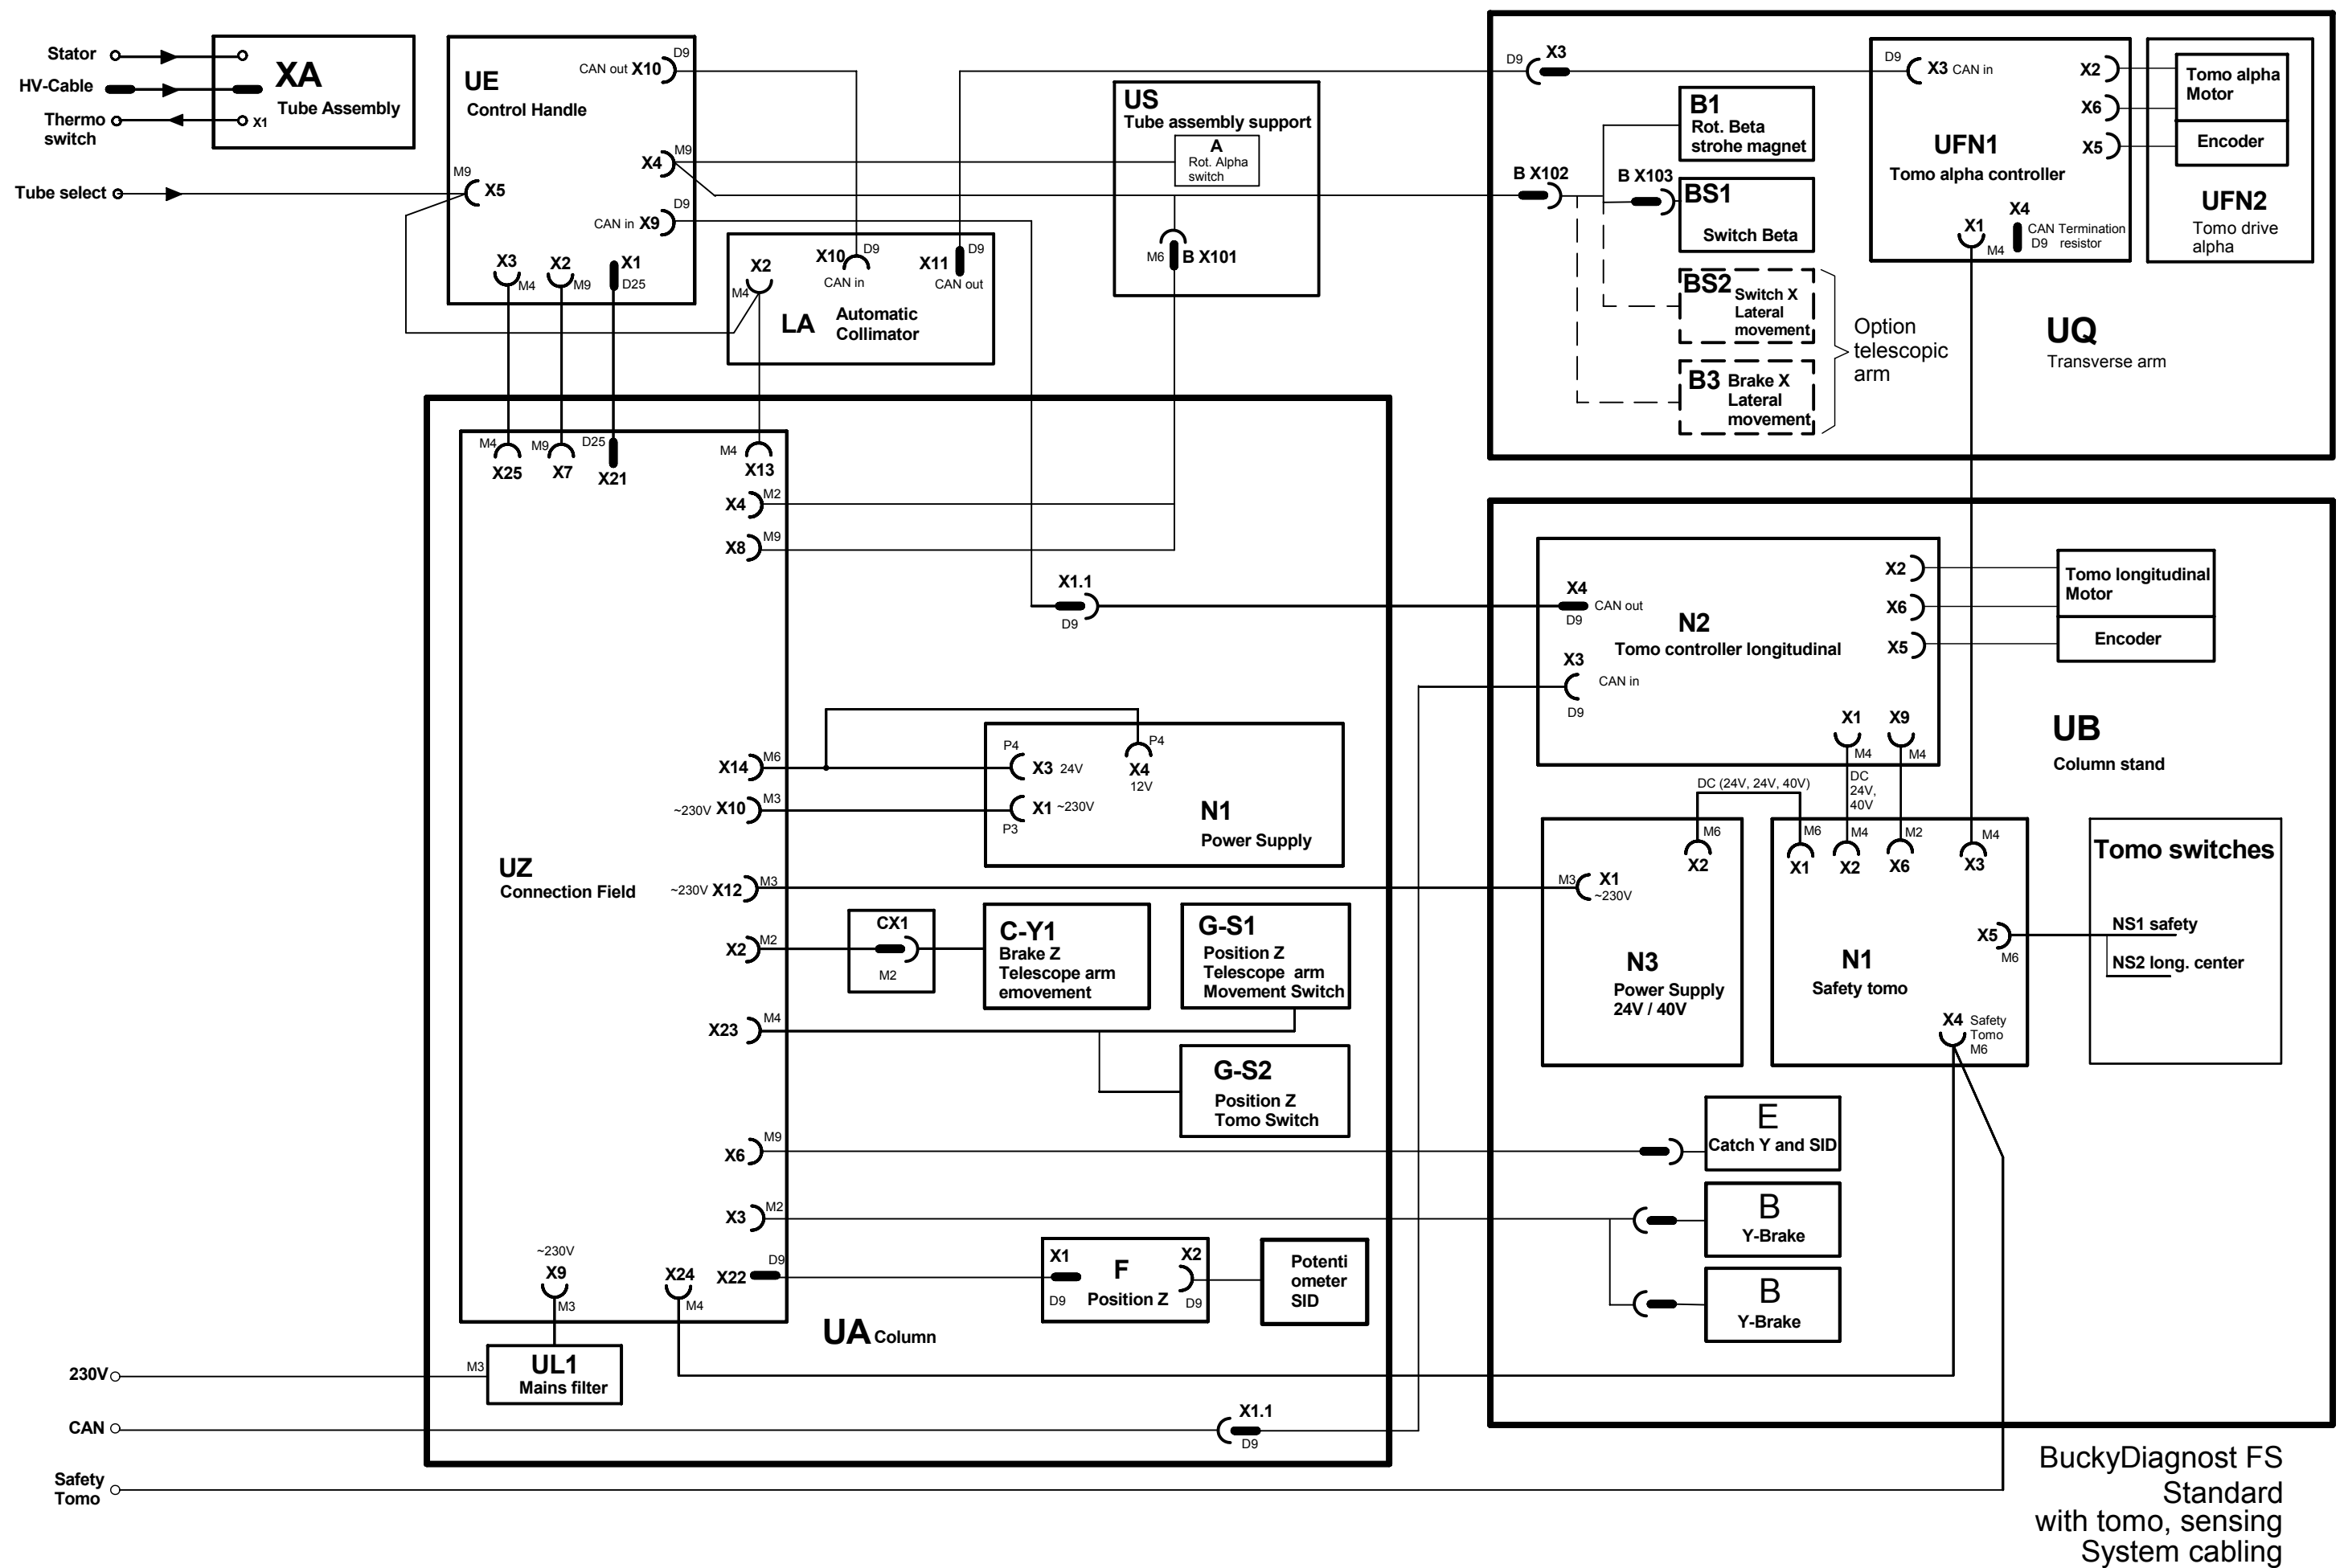 Stator
HV-Cable
Thermo
switch
Tube select
XA
Tube Assembly
X1
UE
Control Handle
CAN out X10
D9
X4
M9
M9
X5
CAN in X9
D9
X3
M4
X2
M9
X1
D25
LA
Automatic
Collimator
X2
M4
X10
D9
CAN in
X11
D9
CAN out
US
Tube assembly support
A
Rot. Alpha
switch
M6
B X101
D9
X3
B X102
B X103
B1
Rot. Beta
strohe magnet
BS1
Switch Beta
BS2
Switch X
Lateral
movement
B3
Brake X
Lateral
movement
Option
telescopic
arm
D9
X3 CAN in
X2
X6
X5
UFN1
Tomo alpha controller
X1
M4
X4
CAN Termination
D9 resistor
Tomo alpha
Motor
Encoder
UFN2
Tomo drive
alpha
UQ
Transverse arm
M4
X25
M9
X7
D25
X21
M4
X13
X4
M2
X8
M9
X1.1
D9
UZ
Connection Field
X14
M6
~230V X10
M3
P4
X3 24V
P4
X4
12V
X1 ~230V
P3
N1
Power Supply
~230V X12
M3
X2
M2
CX1
M2
C-Y1
Brake Z
Telescope arm
emovement
G-S1
Position Z
Telescope arm
Movement Switch
X23
M4
G-S2
Position Z
Tomo Switch
X6
M9
X3
M2
X22
D9
X1
D9
F
Position Z
X2
D9
Potenti
ometer
SID
~230V
X9
M3
X24
M4
UA Column
M3
UL1
Mains filter
230V
CAN
X1.1
D9
Safety
Tomo
X4
CAN out
D9
N2
Tomo controller longitudinal
X3
CAN in
D9
X2
X6
X5
Tomo longitudinal
Motor
Encoder
X1
M4
X9
M4
UB
Column stand
DC (24V, 24V, 40V)
DC
24V,
40V
M6
X2
M3
X1
~230V
N3
Power Supply
24V / 40V
M6
X1
M4
X2
M2
X6
M4
X3
X5
M6
N1
Safety tomo
X4
Safety
Tomo
M6
Tomo switches
NS1 safety
NS2 long. center
E
Catch Y and SID
B
Y-Brake
B
Y-Brake
BuckyDiagnost FS
Standard
with tomo, sensing
System cabling